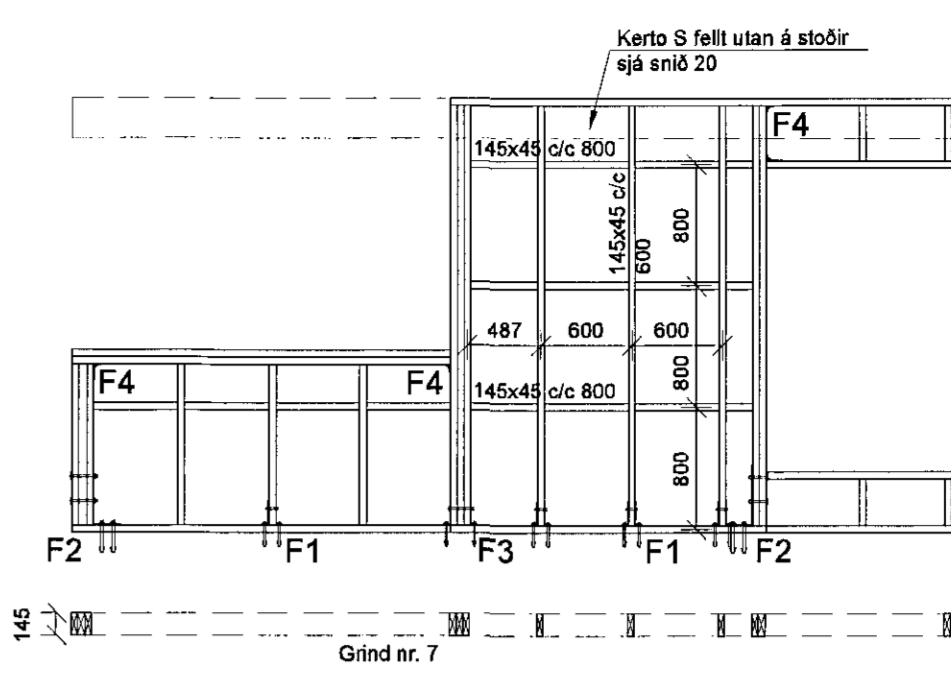 Kerto S fellt utan á stoðir
sjá snið 20
F4
145x45 c/c 800
145x45 c/c
600
800
487
600
600
F4
F4
145x45 c/c 800
800
800
F2
F1
F3
F1
F2
145
Grind nr. 7